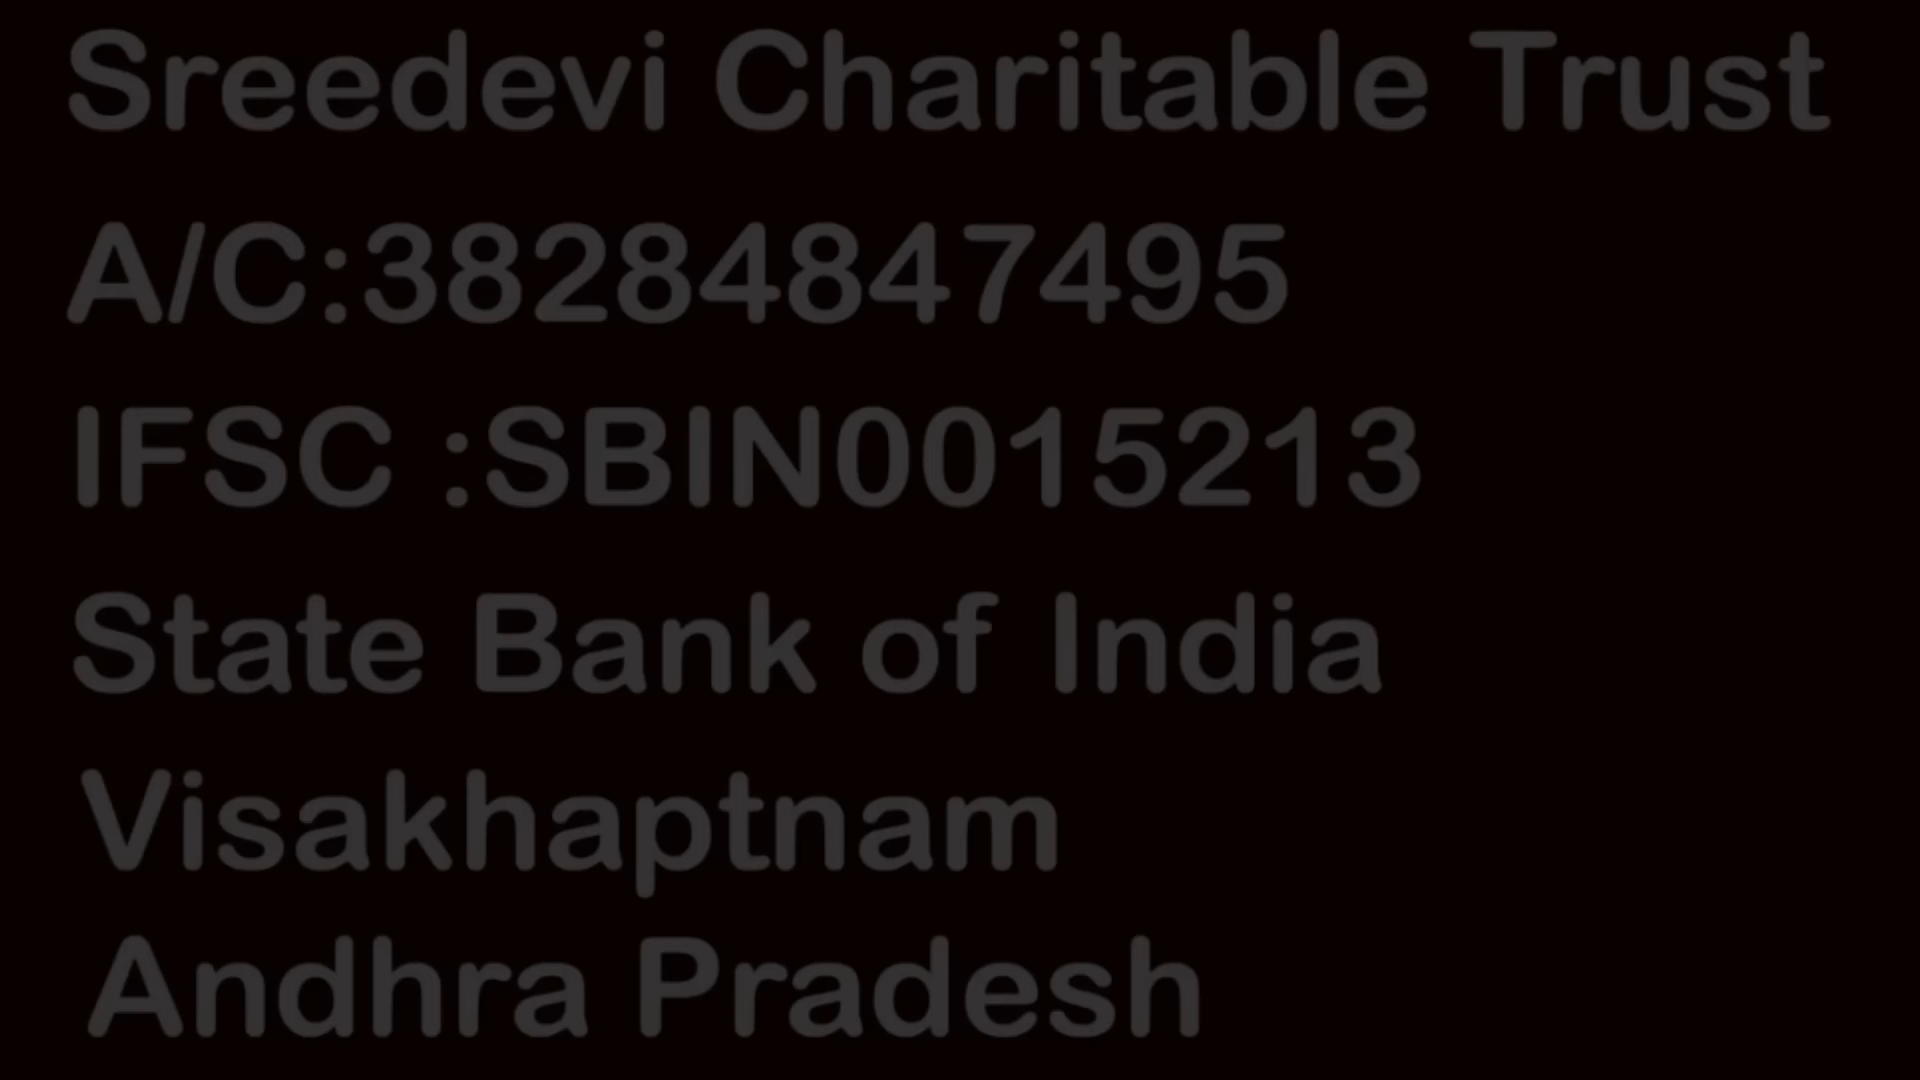 Sreedevi Charitable Trust
A/C:38284847495
IFSC :SBIN0015213
State Bank of India
Visakhaptnam
Andhra Pradesh